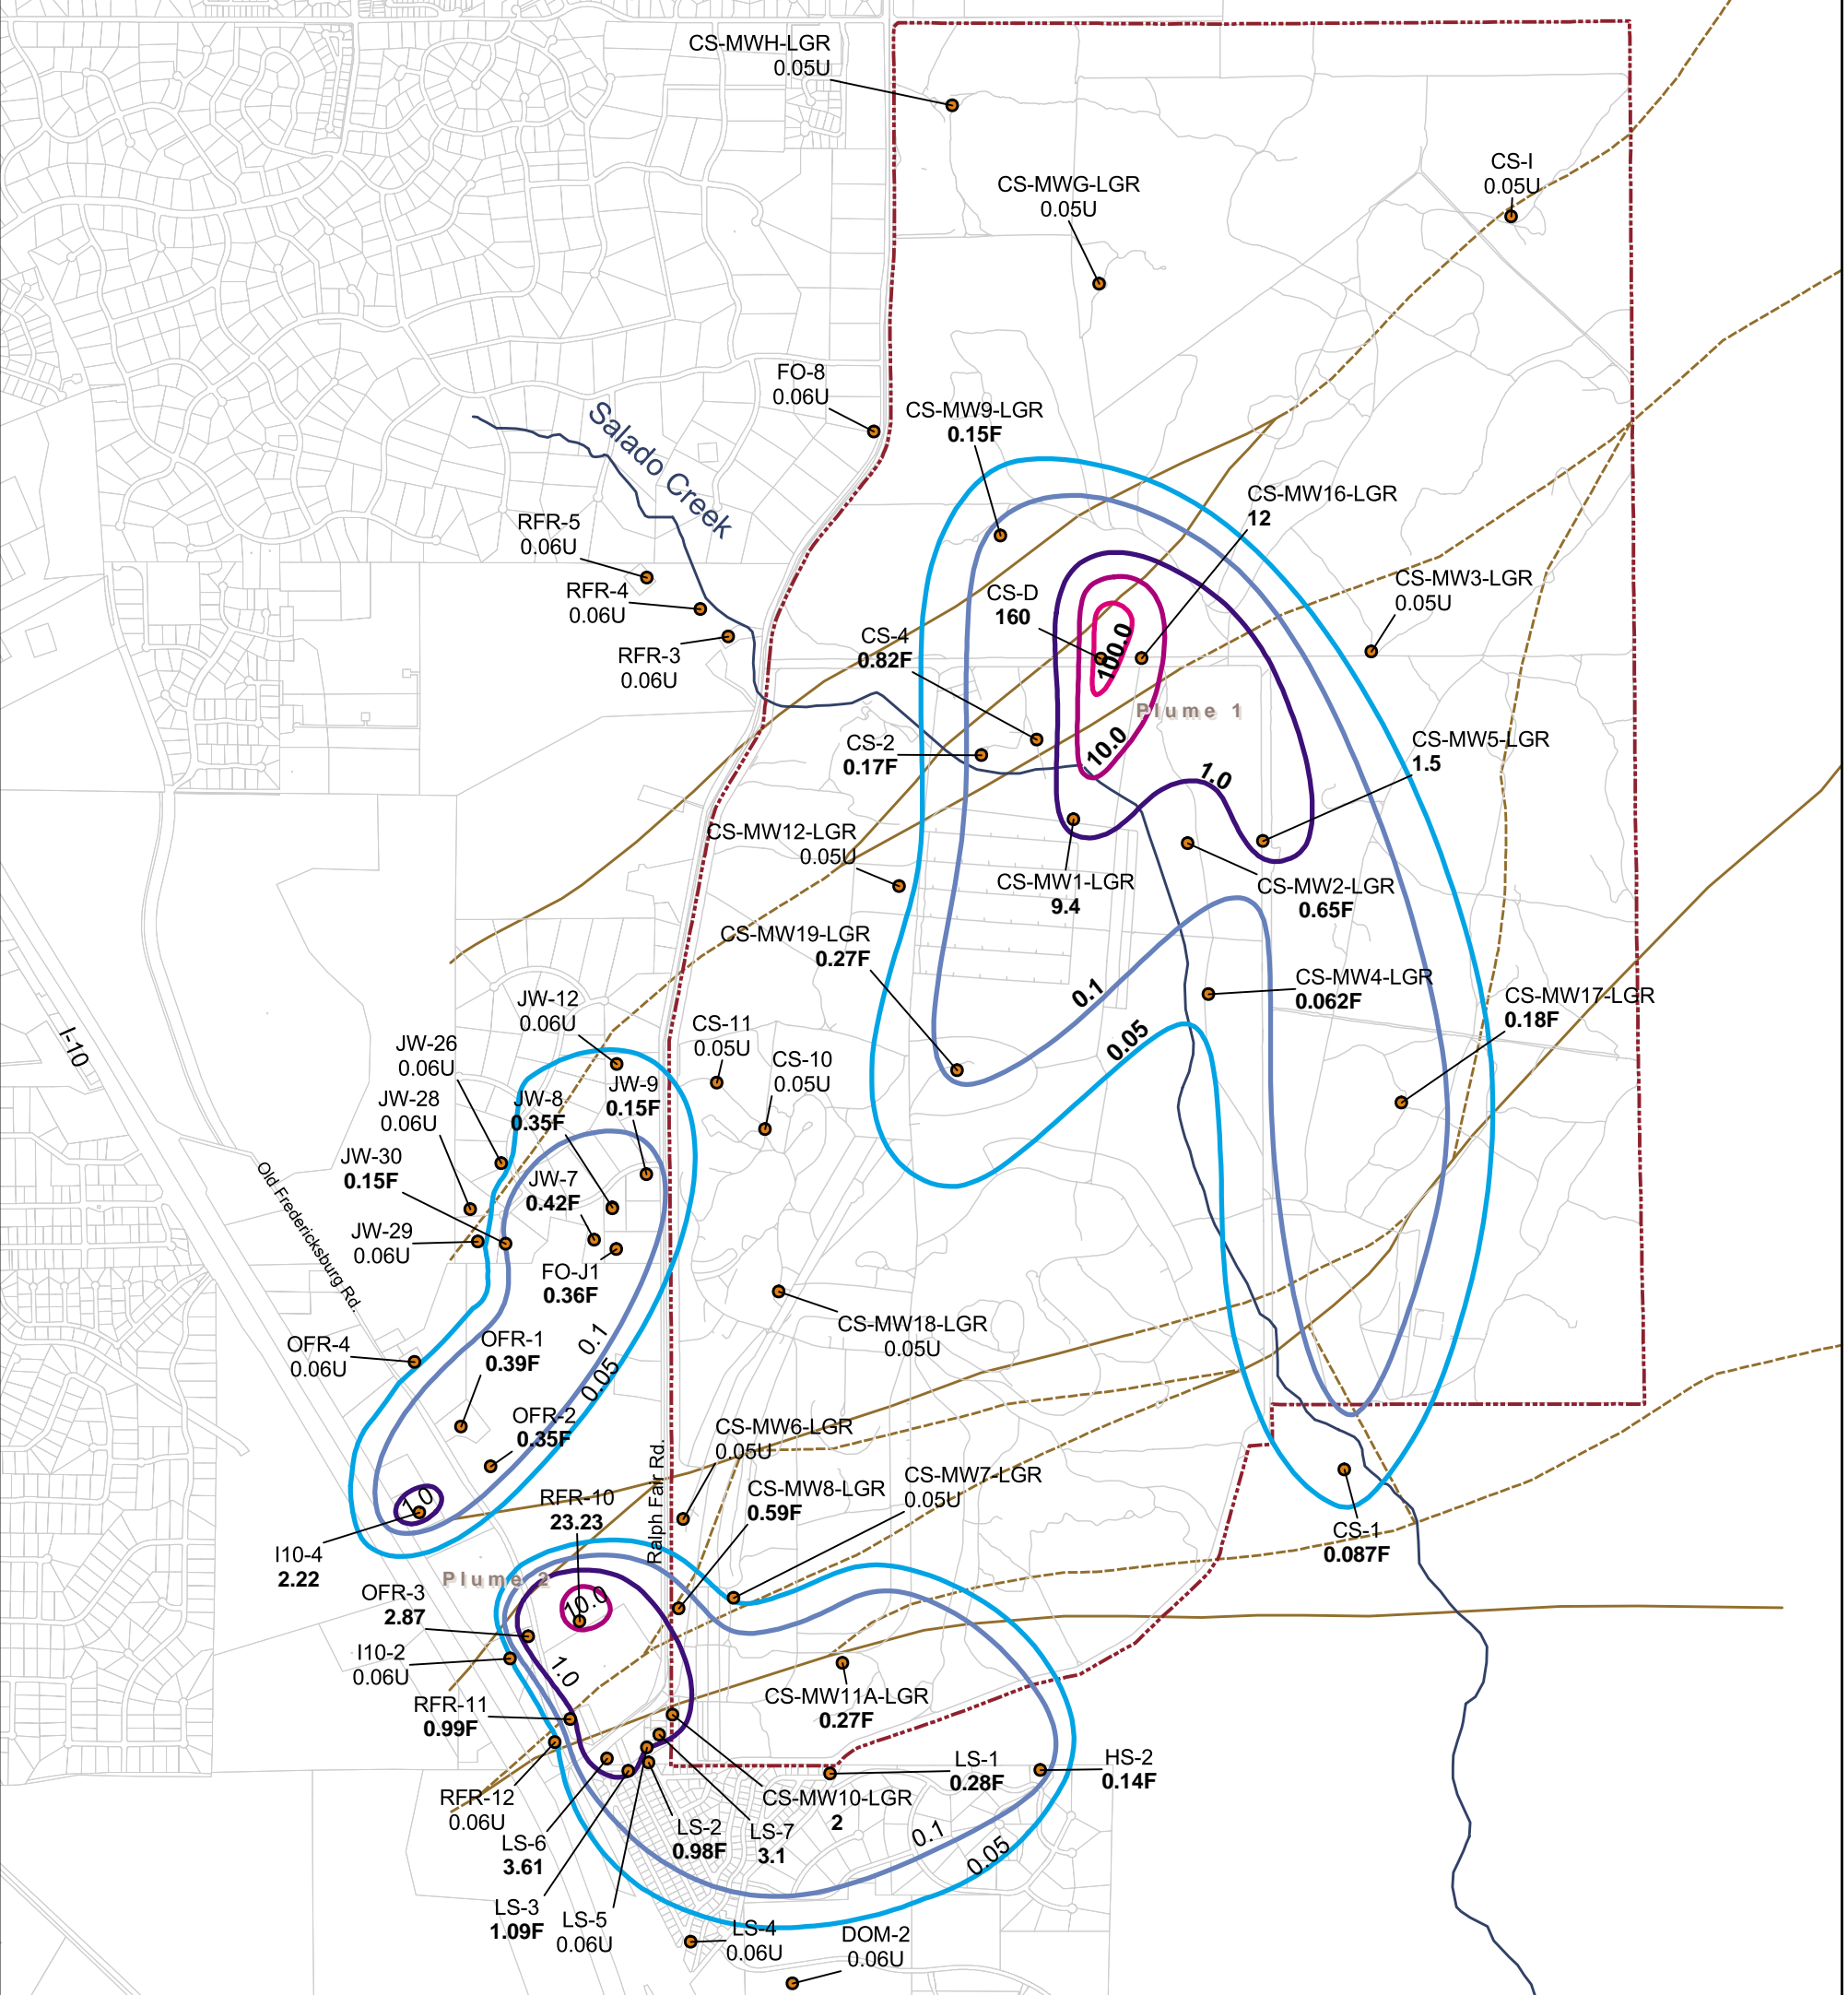 CS-MWH-LGR
0.05U
CS-I
0.05U
CS-MWG-LGR
0.05U
FO-8
0.06U
CS-MW9-LGR
0.15F
Salado Creek
CS-MW16-LGR
12
RFR-5
0.06U
RFR-4
0.06U
RFR-3
0.06U
CS-D
160
CS-MW3-LGR
0.05U
CS-4
0.82F
100.0
Plume 1
10.0
CS-2
0.17F
CS-MW5-LGR
1.5
1.0
CS-MW12-LGR
0.05U
CS-MW1-LGR
9.4
CS-MW2-LGR
0.65F
CS-MW19-LGR
0.27F
0.1
0.05
CS-MW4-LGR
0.062F
CS-MW17-LGR
0.18F
I-10
JW-12
0.06U
CS-11
0.05U
CS-10
0.05U
JW-26
0.06U
JW-28
0.06U
JW-8
0.35F
JW-9
0.15F
JW-30
0.15F
JW-7
0.42F
JW-29
0.06U
FO-J1
0.36F
Old Fredericksburg Rd.
CS-MW18-LGR
0.05U
OFR-4
0.06U
OFR-1
0.39F
0.1
0.05
OFR-2
0.35F
1.0
CS-MW6-LGR
0.05U
Ralph Fair Rd.
CS-MW8-LGR
0.59F
CS-MW7-LGR
0.05U
RFR-10
23.23
CS-1
0.087F
I10-4
2.22
Plume 2
10.0
OFR-3
2.87
I10-2
0.06U
1.0
RFR-11
0.99F
CS-MW11A-LGR
0.27F
LS-1
0.28F
HS-2
0.14F
RFR-12
0.06U
CS-MW10-LGR
2
LS-2
0.98F
LS-7
3.1
LS-6
3.61
0.1
0.05
LS-3
1.09F
LS-5
0.06U
LS-4
0.06U
DOM-2
0.06U